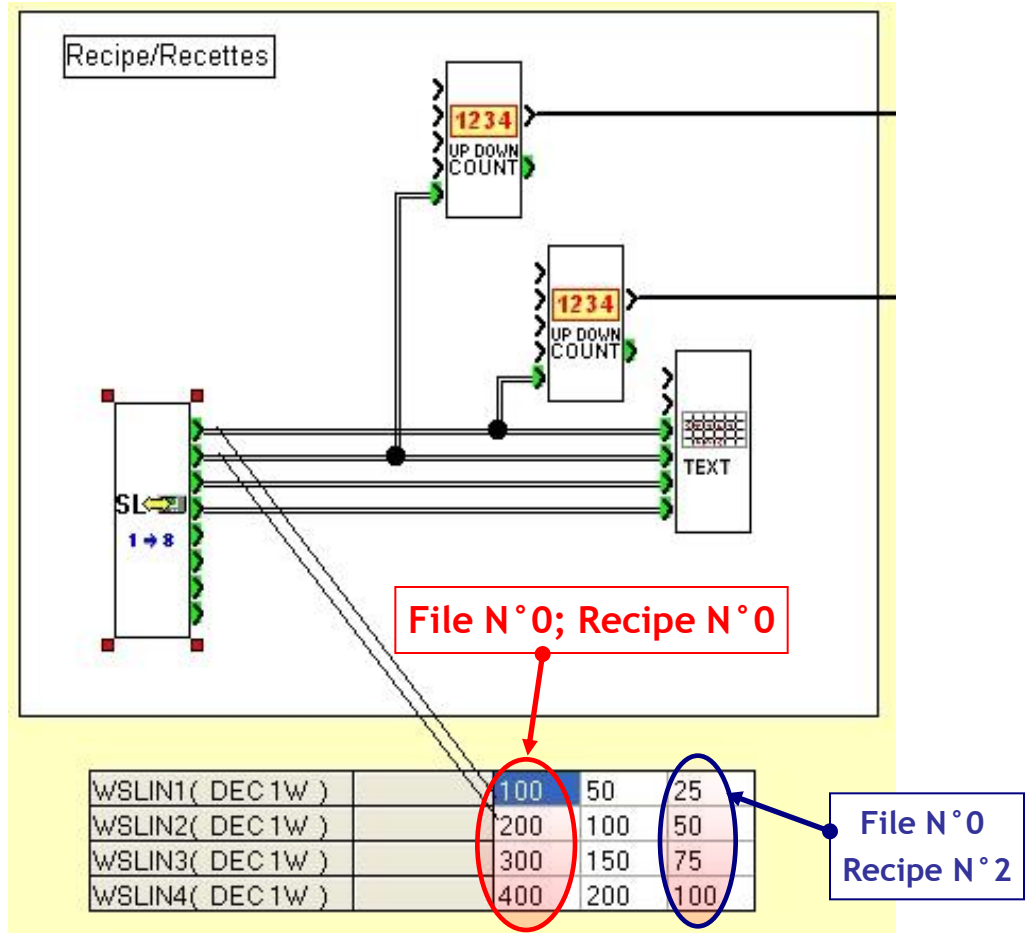 Recipe/Recettes
1234
UP DOWN
COUNT
1234
UP DOWN
COUNT
TEXT
SL
1 → 8
File N°0; Recipe N°0
WSLIN1( DEC 1W ) 100 50 25
WSLIN2( DEC 1W ) 200 100 50
WSLIN3( DEC 1W ) 300 150 75
WSLIN4( DEC 1W ) 400 200 100
File N°0
Recipe N°2